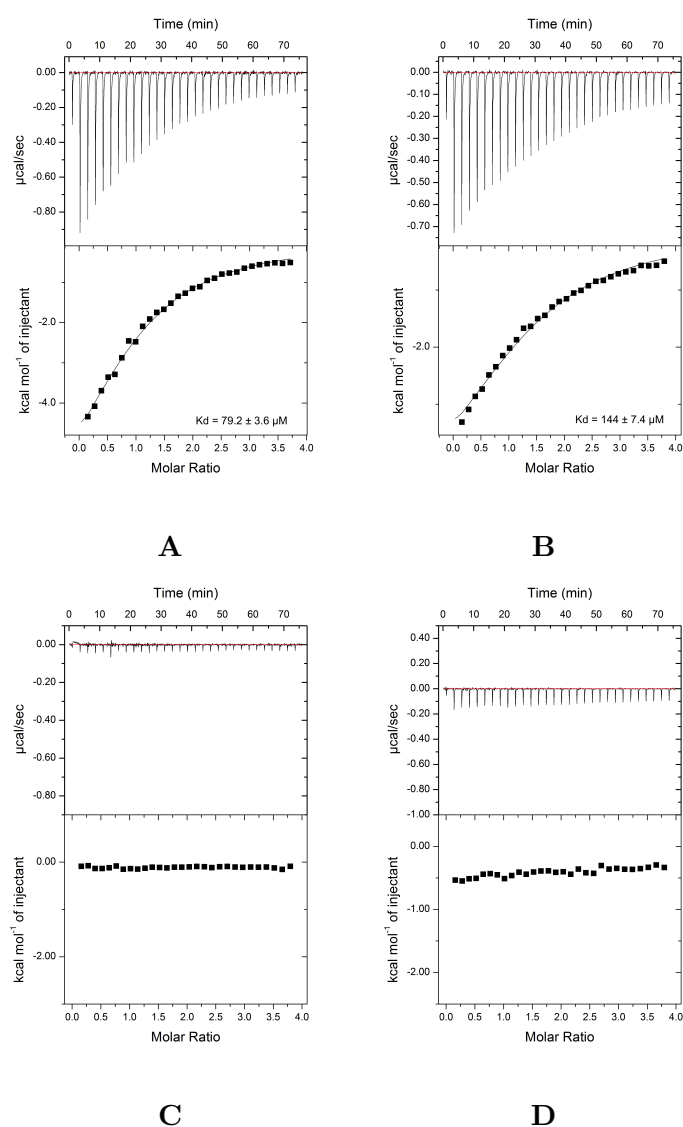 Time (min)
0 10 20 30 40 50 60 70
0.00
-0.20
-0.40
-0.60
-0.80
µcal/sec
-2.0
-4.0
kcal mol-1 of injectant
Kd = 79.2 ± 3.6 µM
0.0 0.5 1.0 1.5 2.0 2.5 3.0 3.5 4.0
Molar Ratio
A
Time (min)
0 10 20 30 40 50 60 70
0.00
-0.10
-0.20
-0.30
-0.40
-0.50
-0.60
-0.70
µcal/sec
-2.0
kcal mol-1 of injectant
Kd = 144 ± 7.4 µM
0.0 0.5 1.0 1.5 2.0 2.5 3.0 3.5 4.0
Molar Ratio
B
Time (min)
0 10 20 30 40 50 60 70
0.00
-0.20
-0.40
-0.60
-0.80
µcal/sec
0.00
-2.00
kcal mol-1 of injectant
0.0 0.5 1.0 1.5 2.0 2.5 3.0 3.5 4.0
Molar Ratio
C
Time (min)
0 10 20 30 40 50 60 70
0.40
0.20
0.00
-0.20
-0.40
-0.60
-0.80
-1.00
µcal/sec
0.00
-1.00
-2.00
kcal mol-1 of injectant
0.0 0.5 1.0 1.5 2.0 2.5 3.0 3.5 4.0
Molar Ratio
D